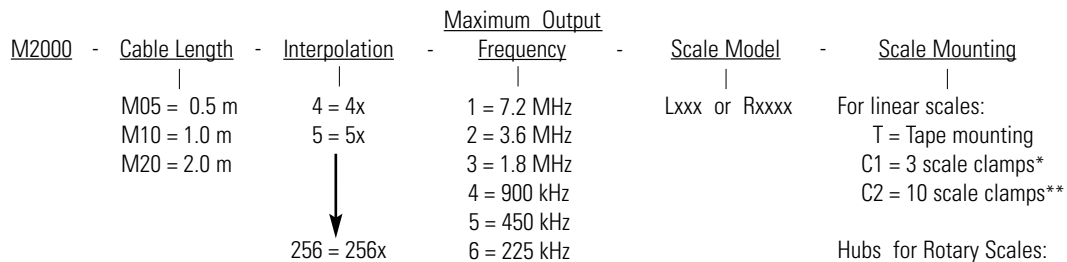 Maximum Output
M2000 - Cable Length - Interpolation - Frequency - Scale Model - Scale Mounting
M05 = 0.5 m 4 = 4x 1 = 7.2 MHz Lxxx or Rxxxx For linear scales:
M10 = 1.0 m 5 = 5x 2 = 3.6 MHz T = Tape mounting
M20 = 2.0 m 3 = 1.8 MHz C1 = 3 scale clamps*
4 = 900 kHz C2 = 10 scale clamps**
5 = 450 kHz
256 = 256x 6 = 225 kHz Hubs for Rotary Scales: